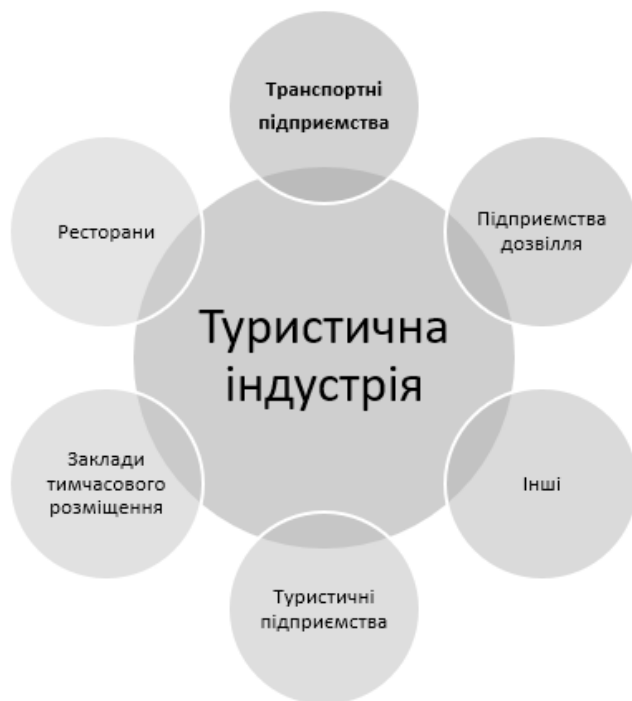 Транспортні
підприємства
Ресторани
Підприємства
дозвілля
Туристична
індустрія
Заклади
тимчасового
розміщення
Інші
Туристичні
підприємства